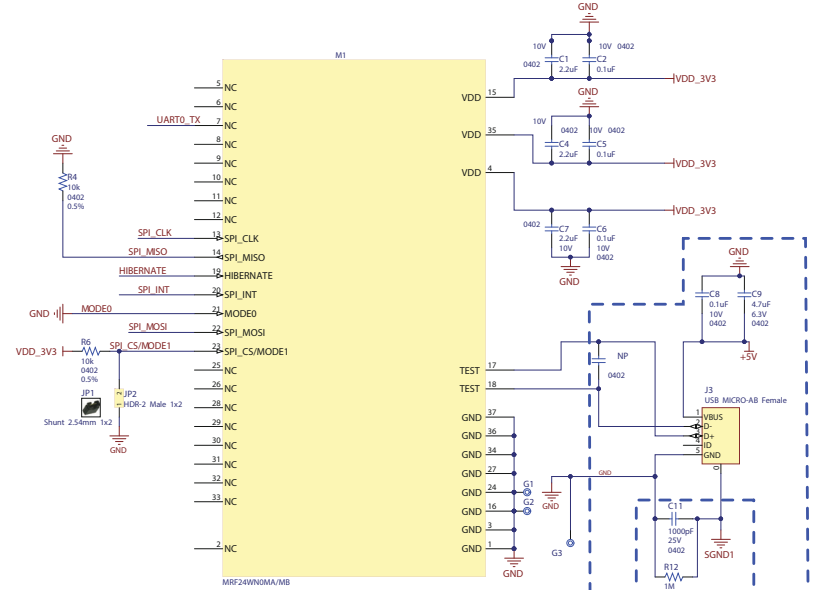 GND
10V
10V 0402
0402
C1
C2
2.2uF
0.1uF
VDD_3V3
M1
5 NC
6 NC
UART0_TX
7 NC
8 NC
9 NC
10 NC
11 NC
12 NC
GND
R4
10k
0402
0.5%
SPI_CLK
13 SPI_CLK
SPI_MISO
14 SPI_MISO
HIBERNATE
19 HIBERNATE
SPI_INT
20 SPI_INT
GND
MODE0
21 MODE0
SPI_MOSI
22 SPI_MOSI
VDD_3V3
R6
10k
0402
0.5%
SPI_CS/MODE1
23 SPI_CS/MODE1
JP1
Shunt 2.54mm 1x2
1 2
JP2
HDR-2 Male 1x2
GND
25 NC
26 NC
28 NC
29 NC
30 NC
31 NC
32 NC
33 NC
2 NC
MRF24WN0MA/MB
VDD 15
VDD 35
VDD 4
GND
10V
0402
10V 0402
C4
C5
2.2uF
0.1uF
VDD_3V3
VDD_3V3
0402
C7
2.2uF
10V
C6
0.1uF
10V
0402
GND
TEST 17
TEST 18
GND 37
GND 36
GND 34
GND 27
GND 24
GND 16
GND 3
GND 1
G1
G2
GND
GND
G3
GND
NP
0402
GND
C8
0.1uF
10V
0402
C9
4.7uF
6.3V
0402
+5V
J3
USB MICRO-AB Female
1 VBUS
2 D-
3 D+
4 ID
5 GND
0
C11
1000pF
25V
0402
R12
1M
SGND1